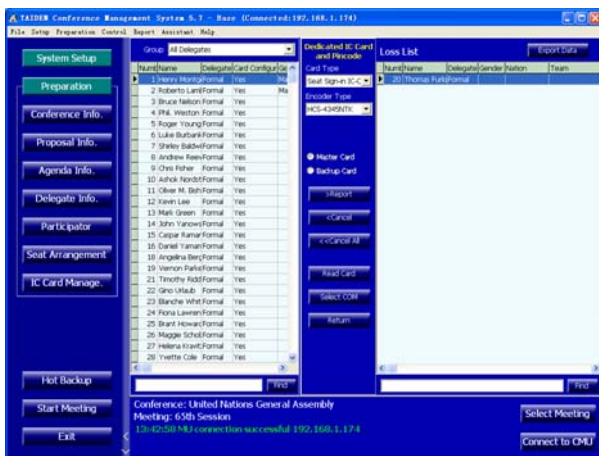 TAIDEN Conference Management System 5.7 - Base (Connected:192.168.1.174)
File Setup Preparation Control Report Assistant Help
System Setup
Preparation
Conference Info.
Proposal Info.
Agenda Info.
Delegate Info.
Participator
Seat Arrangement
IC Card Manage.
Hot Backup
Start Meeting
Exit
Group All Delegates
Numt Name Delegate Card Configur Ge
1 Henry Montg Formal Yes Ma
2 Roberto Lamt Formal Yes Ma
3 Bruce Nelson Formal Yes
4 Phil. Weston Formal Yes
5 Roger Young Formal Yes
6 Luke Burbank Formal Yes
7 Shirley Baldwi Formal Yes
8 Andrew Reev Formal Yes
9 Chris Fisher Formal Yes
10 Ashok Nordst Formal Yes
11 Oliver M. Bish Formal Yes
12 Kevin Lee Formal Yes
13 Mark Green Formal Yes
14 John Yanows Formal Yes
15 Caspar Ramar Formal Yes
16 Daniel Yaman Formal Yes
18 Angelina Berg Formal Yes
19 Vernon Parks Formal Yes
21 Timothy Ridd Formal Yes
22 Gino Urlaub Formal Yes
23 Blanche Whit Formal Yes
24 Fiona Lawren Formal Yes
25 Brant Howarc Formal Yes
26 Maggie Schol Formal Yes
27 Helena Kravit Formal Yes
28 Yvette Cole Formal Yes
Find
Dedicated IC Card
and Pincode
Card Type
Seat Sign-in IC-C
Encoder Type
HCS-4345NTK
Master Card
Backup Card
>Report
<Cancel
<<Cancel All
Read Card
Select COM
Return
Loss List
Export Data
Numt Name Delegate Gender Nation Team
20 Thomas Furk Formal
Find
Conference: United Nations General Assembly
Meeting: 65th Session
13:42:58 MU connection successful 192.168.1.174
Select Meeting
Connect to CMU